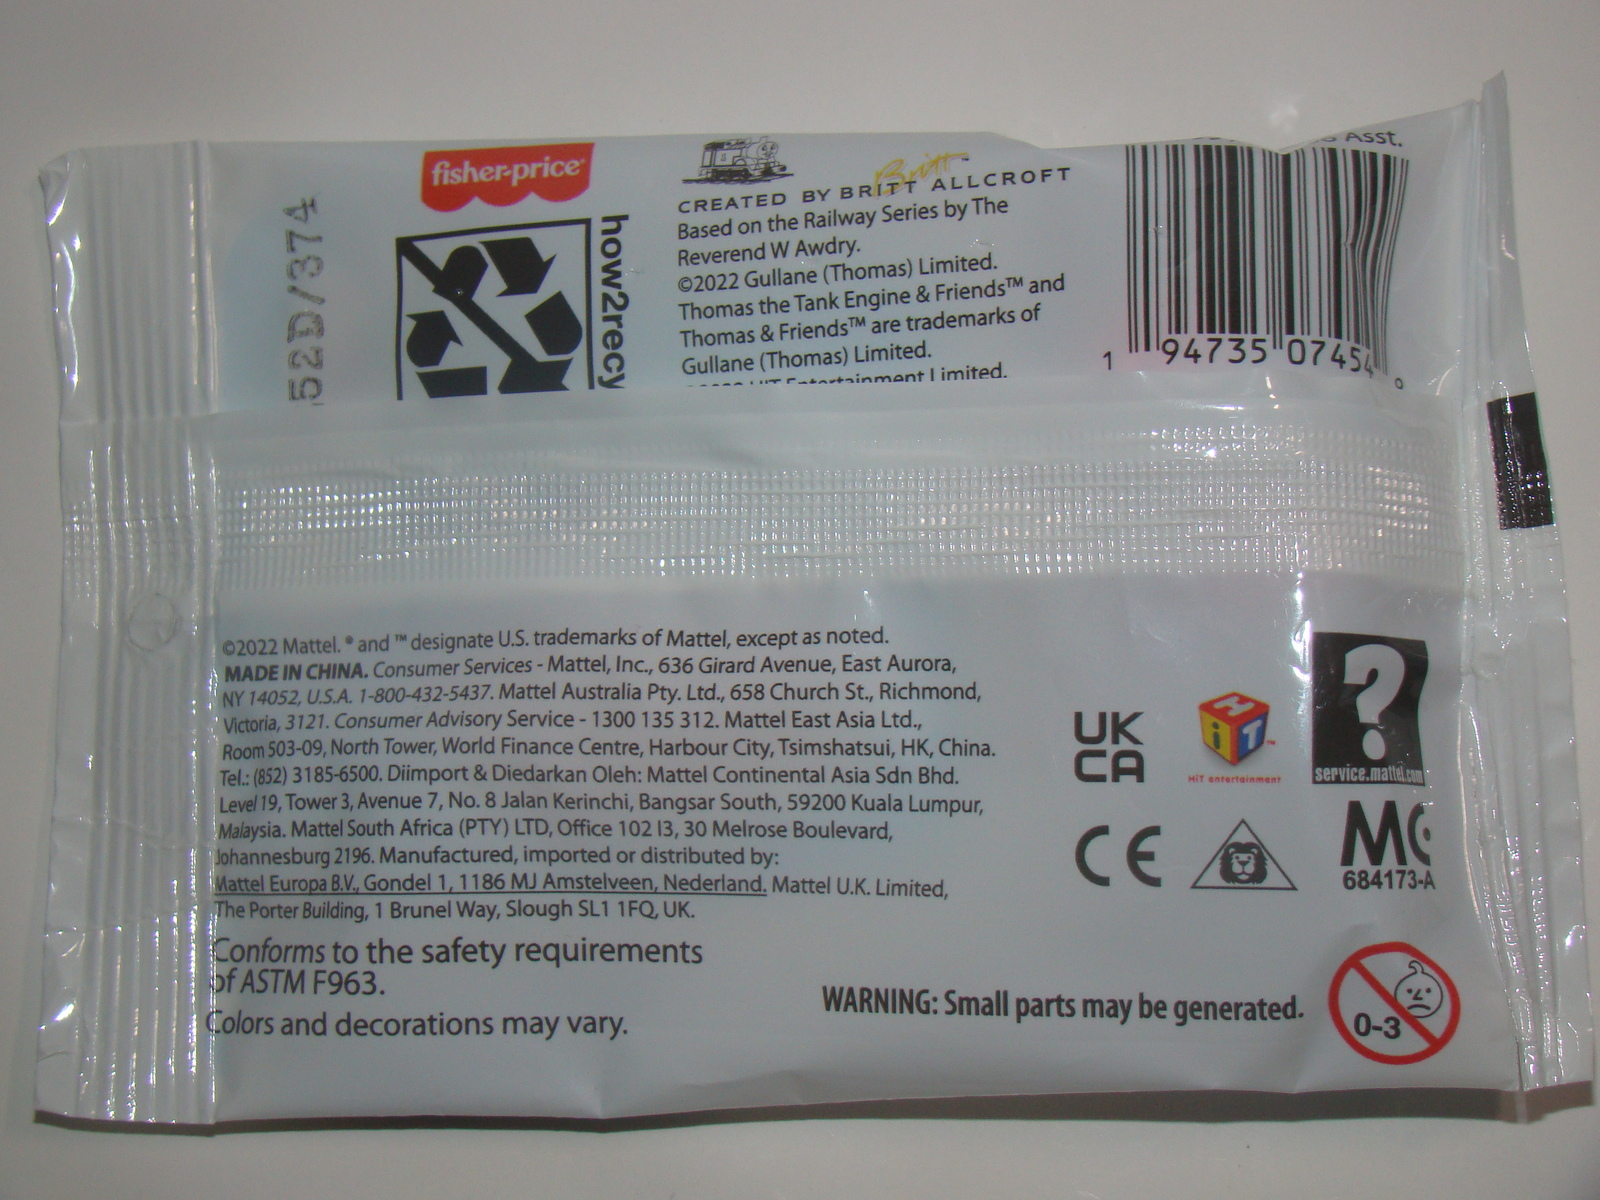 fisher-price®
52D/374
how2recy
Britt™
CREATED BY BRITT ALLCROFT
Based on the Railway Series by The
Reverend W Awdry.
©2022 Gullane (Thomas) Limited.
Thomas the Tank Engine & Friends™ and
Thomas & Friends™ are trademarks of
Gullane (Thomas) Limited.
HIT Entertainment Limited.
Asst.
1 94735 07454 0
©2022 Mattel. ® and ™ designate U.S. trademarks of Mattel, except as noted.
MADE IN CHINA. Consumer Services - Mattel, Inc., 636 Girard Avenue, East Aurora,
NY 14052, U.S.A. 1-800-432-5437. Mattel Australia Pty. Ltd., 658 Church St., Richmond,
Victoria, 3121. Consumer Advisory Service - 1300 135 312. Mattel East Asia Ltd.,
Room 503-09, North Tower, World Finance Centre, Harbour City, Tsimshatsui, HK, China.
Tel.: (852) 3185-6500. Diimport & Diedarkan Oleh: Mattel Continental Asia Sdn Bhd.
Level 19, Tower 3, Avenue 7, No. 8 Jalan Kerinchi, Bangsar South, 59200 Kuala Lumpur,
Malaysia. Mattel South Africa (PTY) LTD, Office 102 I3, 30 Melrose Boulevard,
Johannesburg 2196. Manufactured, imported or distributed by:
Mattel Europa B.V., Gondel 1, 1186 MJ Amstelveen, Nederland. Mattel U.K. Limited,
The Porter Building, 1 Brunel Way, Slough SL1 1FQ, UK.
Conforms to the safety requirements
of ASTM F963.
Colors and decorations may vary.
UK
CA
HiT™
HiT entertainment
?
service.mattel.com
CE
MC
684173-A
WARNING: Small parts may be generated.
0-3